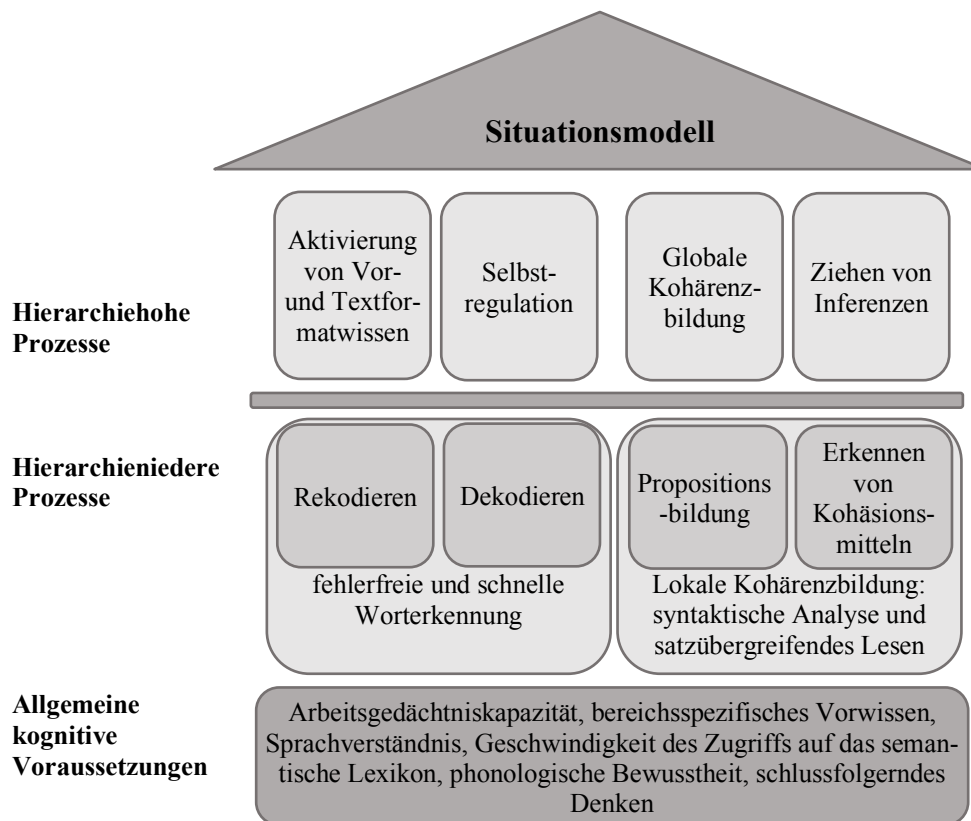 Situationsmodell
Hierarchiehohe
Prozesse
Aktivierung
von Vor-
und Textfor-
matwissen
Selbst-
regulation
Globale
Kohärenz-
bildung
Ziehen von
Inferenzen
Hierarchieniedere
Prozesse
Rekodieren
Dekodieren
fehlerfreie und schnelle
Worterkennung
Propositions
-bildung
Erkennen
von
Kohäsions-
mitteln
Lokale Kohärenzbildung:
syntaktische Analyse und
satzübergreifendes Lesen
Allgemeine
kognitive
Voraussetzungen
Arbeitsgedächtniskapazität, bereichsspezifisches Vorwissen,
Sprachverständnis, Geschwindigkeit des Zugriffs auf das seman-
tische Lexikon, phonologische Bewusstheit, schlussfolgerndes
Denken